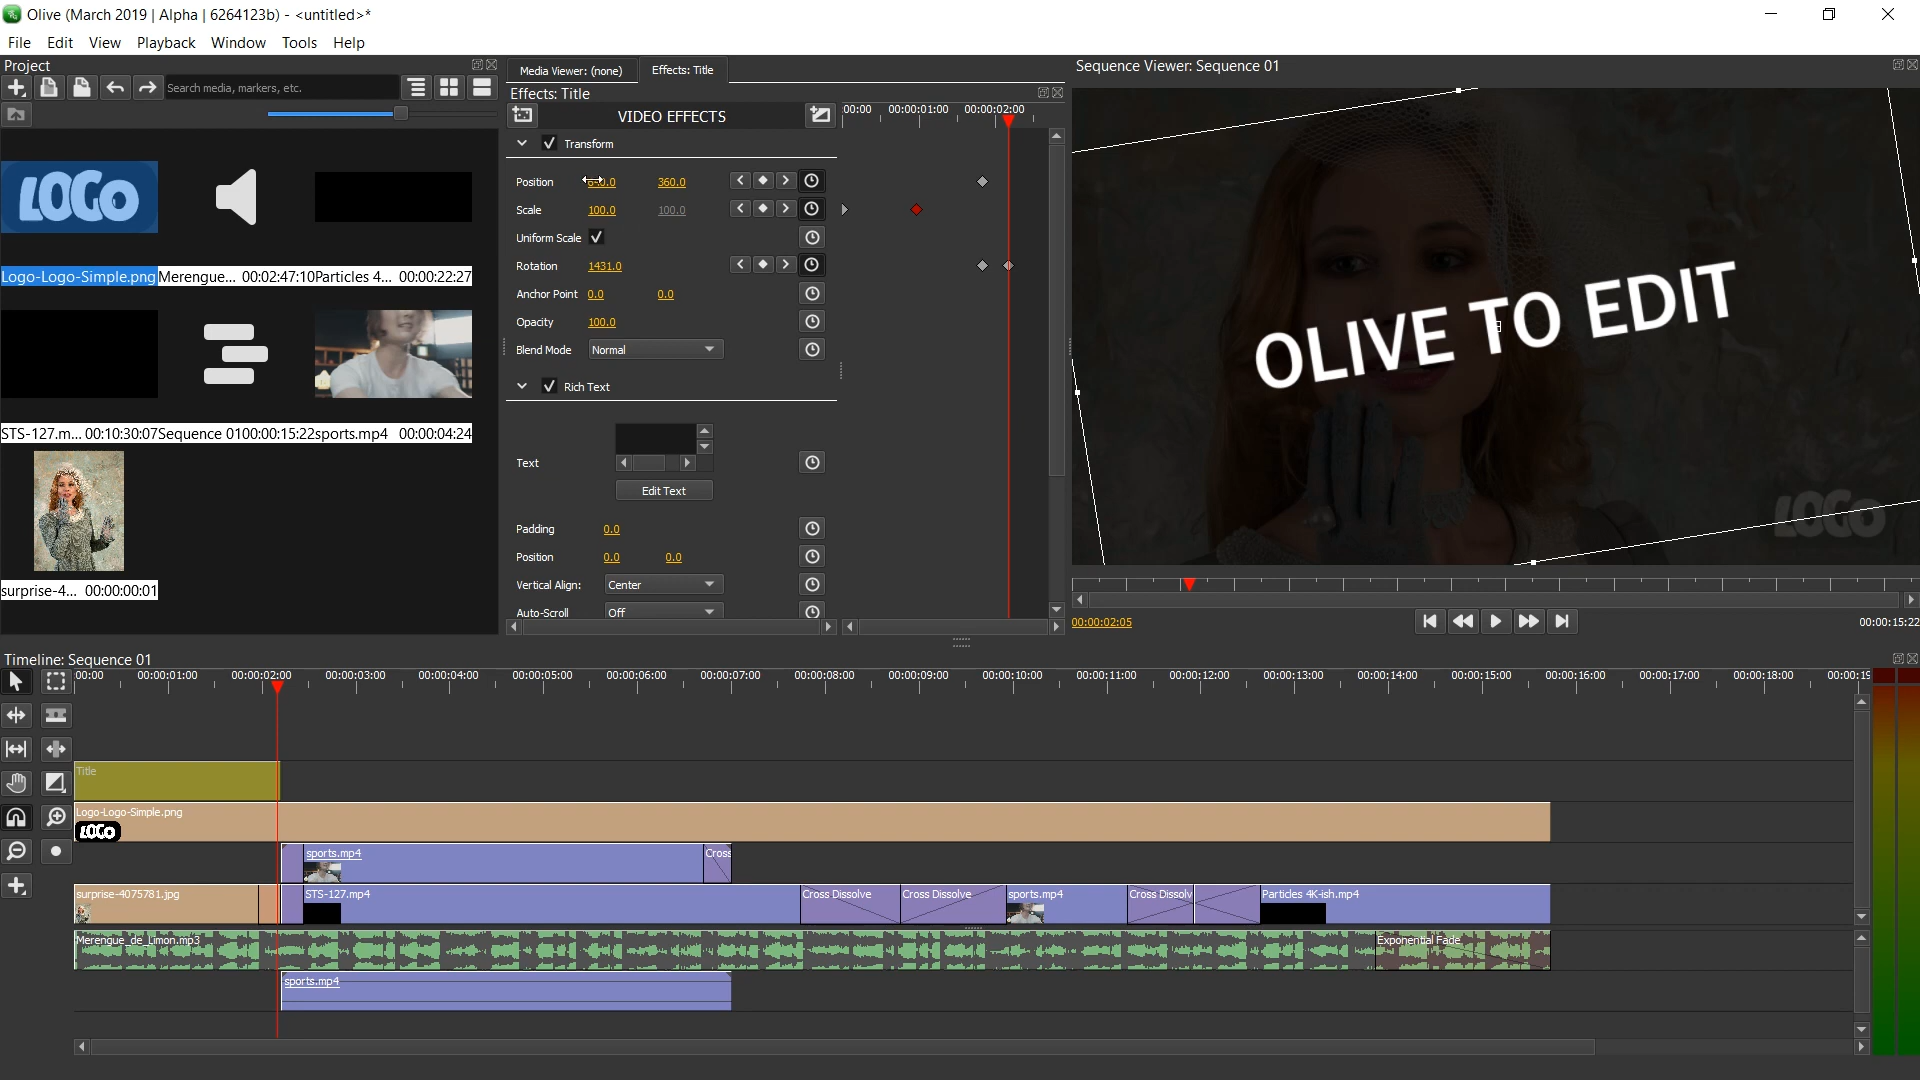 Olive (March 2019 | Alpha | 6264123b) - <untitled>*
File Edit View Playback Window Tools Help
Project
Search media, markers, etc.
LOGO
Logo-Logo-Simple.png
Merengue... 00:02:47:10
Particles 4... 00:00:22:27
STS-127.m... 00:10:30:07
Sequence 01 00:00:15:22
sports.mp4 00:00:04:24
surprise-4... 00:00:00:01
Media Viewer: (none)
Effects: Title
Effects: Title
VIDEO EFFECTS
00:00 00:00:01:00 00:00:02:00
Transform
Position 360.0
Scale 100.0 100.0
Uniform Scale
Rotation 1431.0
Anchor Point 0.0 0.0
Opacity 100.0
Blend Mode Normal
Rich Text
Text
Edit Text
Padding 0.0
Position 0.0 0.0
Vertical Align: Center
Auto-Scroll Off
Sequence Viewer: Sequence 01
OLIVE TO EDIT
LOGO
00:00:02:05
00:00:15:22
Timeline: Sequence 01
00:00 00:00:01:00 00:00:02:00 00:00:03:00 00:00:04:00 00:00:05:00 00:00:06:00 00:00:07:00 00:00:08:00 00:00:09:00 00:00:10:00 00:00:11:00 00:00:12:00 00:00:13:00 00:00:14:00 00:00:15:00 00:00:16:00 00:00:17:00 00:00:18:00 00:00:19
Title
Logo-Logo-Simple.png
LOGO
sports.mp4 Cross
surprise-4075781.jpg STS-127.mp4 Cross Dissolve Cross Dissolve sports.mp4 Cross Dissolv Particles 4K-ish.mp4
Merengue_de_Limon.mp3 Exponential Fade
sports.mp4